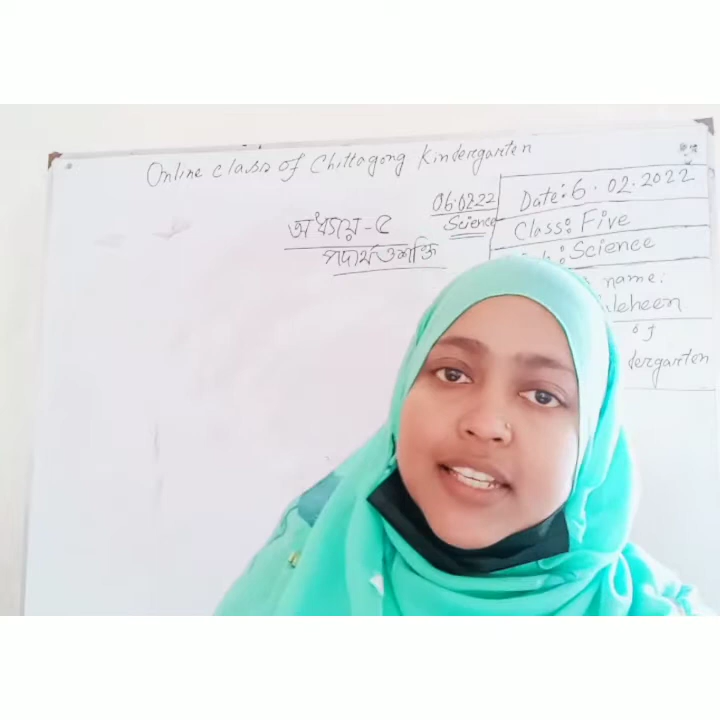 Online class of Chittagong Kindergarten
অধ্যায়-৫
পদার্থ ও শক্তি
06.02.22
Science
Date: 6.02.2022
Class: Five
: Science
name:
of